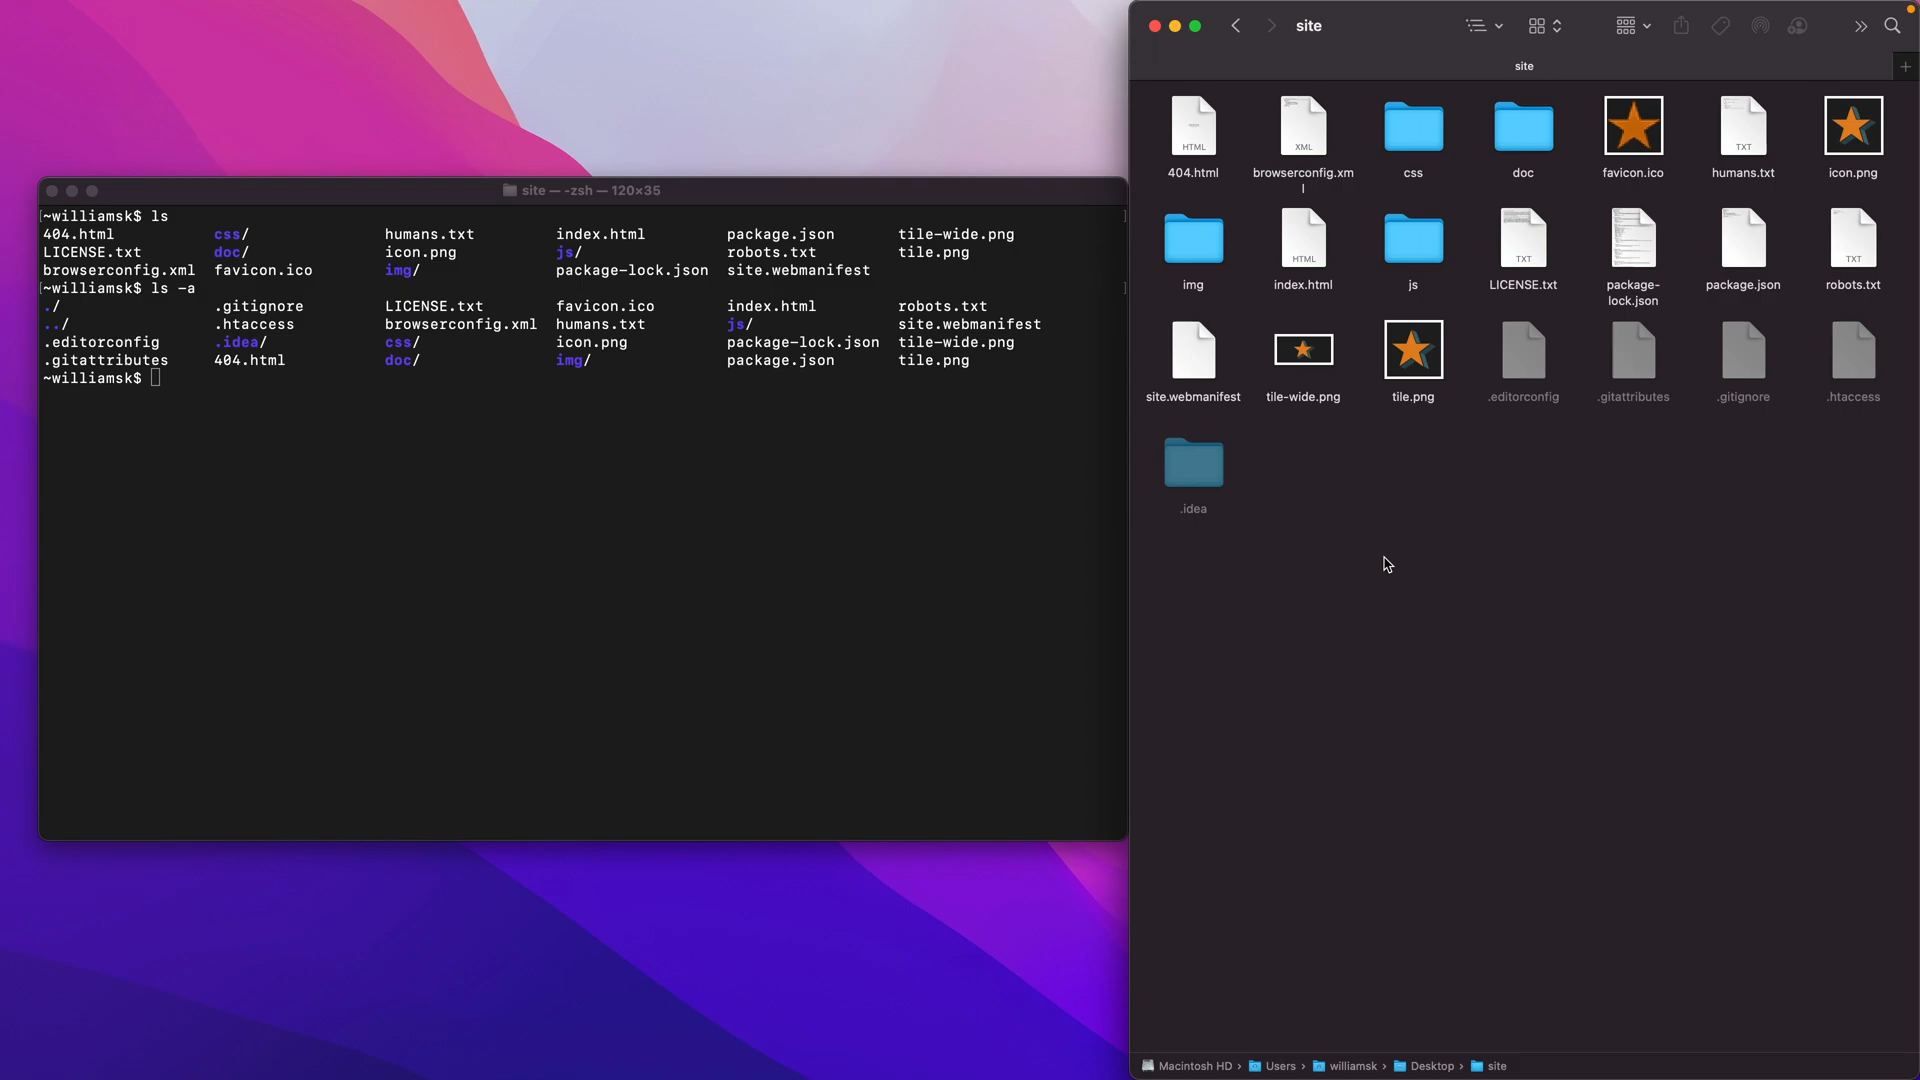 site — -zsh — 120×35
[~williamsk$ ls ]
404.html css/ humans.txt index.html package.json tile-wide.png
LICENSE.txt doc/ icon.png js/ robots.txt tile.png
browserconfig.xml favicon.ico img/ package-lock.json site.webmanifest
[~williamsk$ ls -a ]
./ .gitignore LICENSE.txt favicon.ico index.html robots.txt
../ .htaccess browserconfig.xml humans.txt js/ site.webmanifest
.editorconfig .idea/ css/ icon.png package-lock.json tile-wide.png
.gitattributes 404.html doc/ img/ package.json tile.png
~williamsk$
site
site
HTML XML TXT
404.html browserconfig.xm css doc favicon.ico humans.txt icon.png
l
HTML TXT TXT
img index.html js LICENSE.txt package- package.json robots.txt
lock.json
site.webmanifest tile-wide.png tile.png .editorconfig .gitattributes .gitignore .htaccess
.idea
Macintosh HD › Users › williamsk › Desktop › site